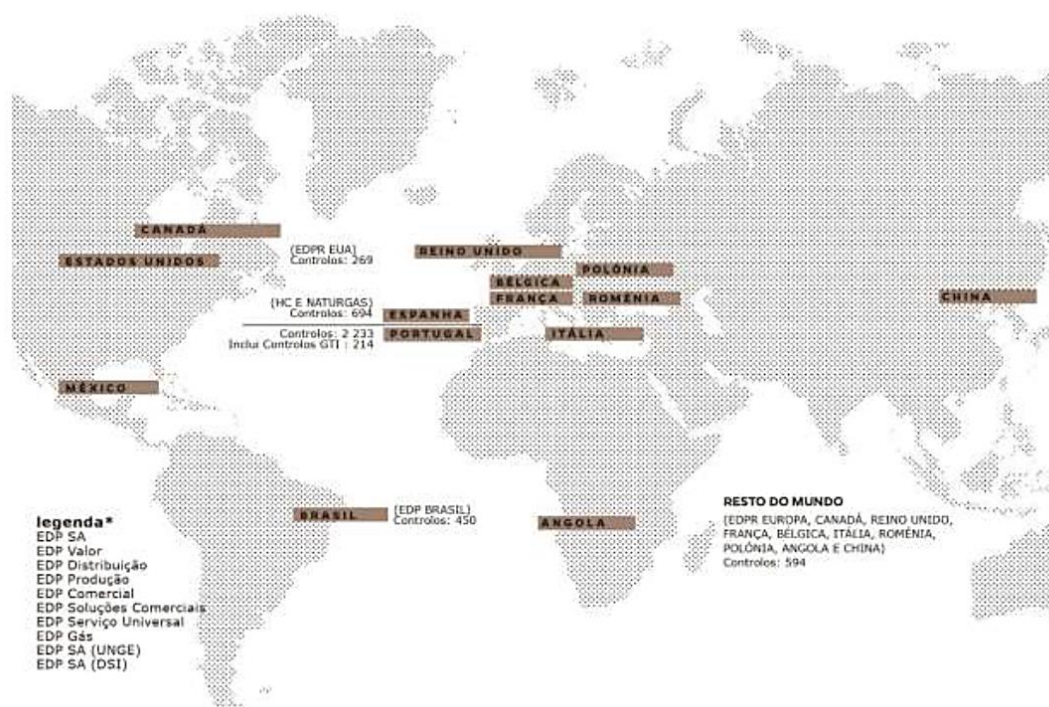 CANADÁ
(EDPR EUA)
ESTADOS UNIDOS
Controlos: 269
REINO UNIDO
POLÓNIA
BÉLGICA
FRANÇA
ROMÉNIA
CHINA
(HC E NATURGAS)
Controlos: 694
ESPANHA
Controlos: 2 233
Inclui Controlos GTI : 214
PORTUGAL
ITÁLIA
MÉXICO
BRASIL
(EDP BRASIL)
Controlos: 450
ANGOLA
RESTO DO MUNDO
(EDPR EUROPA, CANADÁ, REINO UNIDO,
FRANÇA, BÉLGICA, ITÁLIA, ROMÉNIA,
POLÓNIA, ANGOLA E CHINA)
Controlos: 594
legenda*
EDP SA
EDP Valor
EDP Distribuição
EDP Produção
EDP Comercial
EDP Soluções Comerciais
EDP Serviço Universal
EDP Gás
EDP SA (UNGE)
EDP SA (DSI)